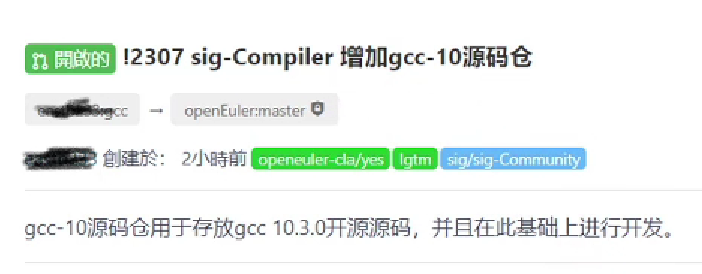 開啟的 !2307 sig-Compiler 增加gcc-10源码仓
:gcc → openEuler:master
創建於： 2小時前 openeuler-cla/yes lgtm sig/sig-Community
gcc-10源码仓用于存放gcc 10.3.0开源源码，并且在此基础上进行开发。